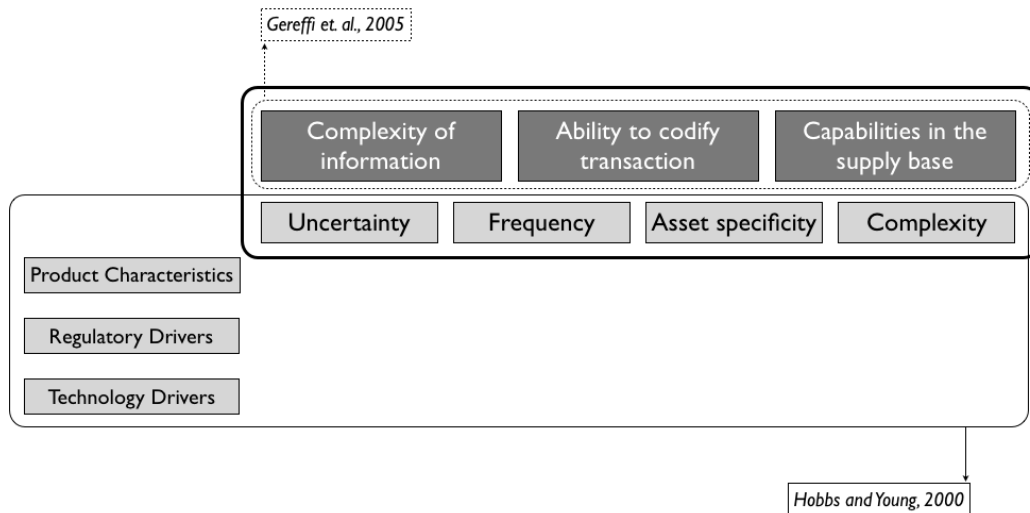 Gereffi et. al., 2005
Complexity of
information
Ability to codify
transaction
Capabilities in the
supply base
Uncertainty
Frequency
Asset specificity
Complexity
Product Characteristics
Regulatory Drivers
Technology Drivers
Hobbs and Young, 2000